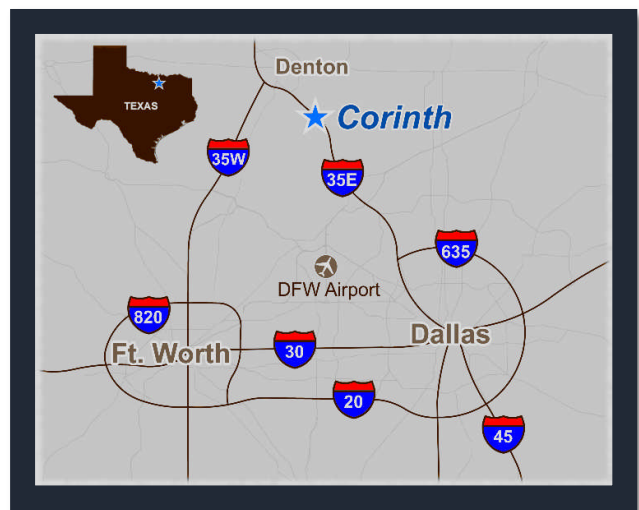 Denton
TEXAS
Corinth
35W
35E
635
DFW Airport
820
Dallas
Ft. Worth
30
20
45